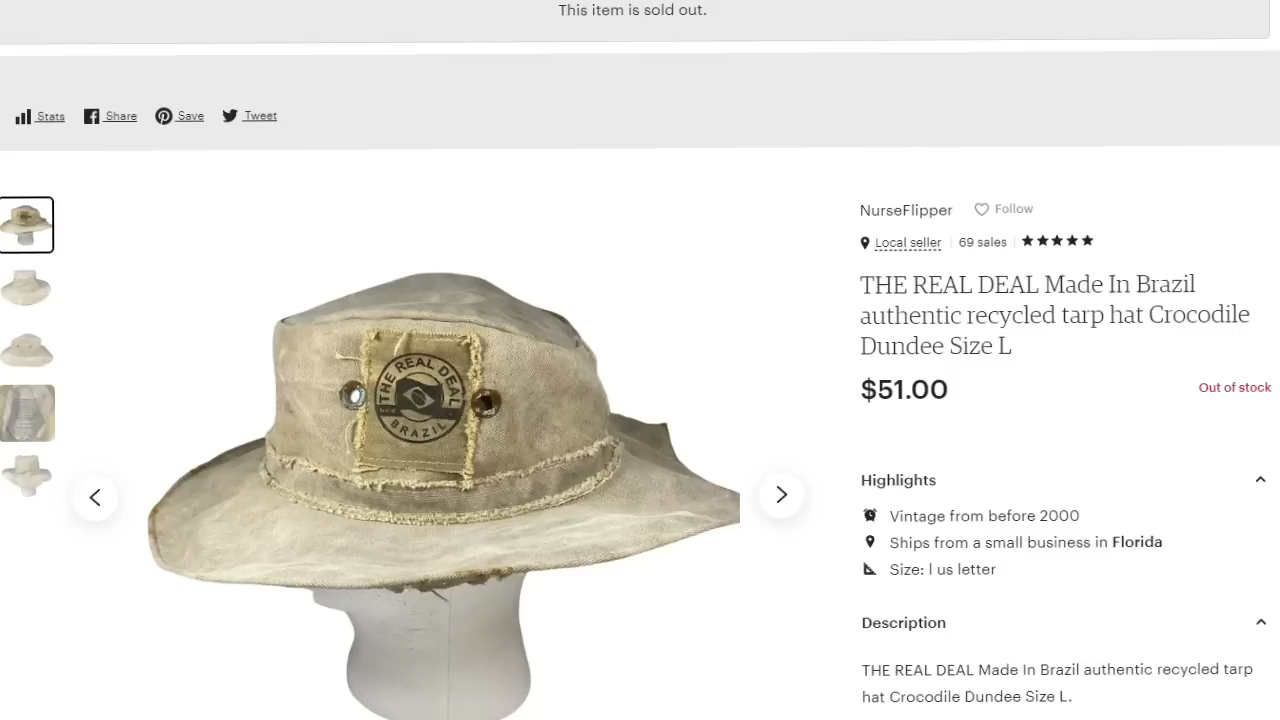 This item is sold out.
Stats Share Save Tweet
NurseFlipper Follow
Local seller 69 sales
THE REAL DEAL Made In Brazil
authentic recycled tarp hat Crocodile
Dundee Size L
$51.00 Out of stock
THE REAL DEAL
BRAZIL
Highlights
Vintage from before 2000
Ships from a small business in Florida
Size: l us letter
Description
THE REAL DEAL Made In Brazil authentic recycled tarp
hat Crocodile Dundee Size L.